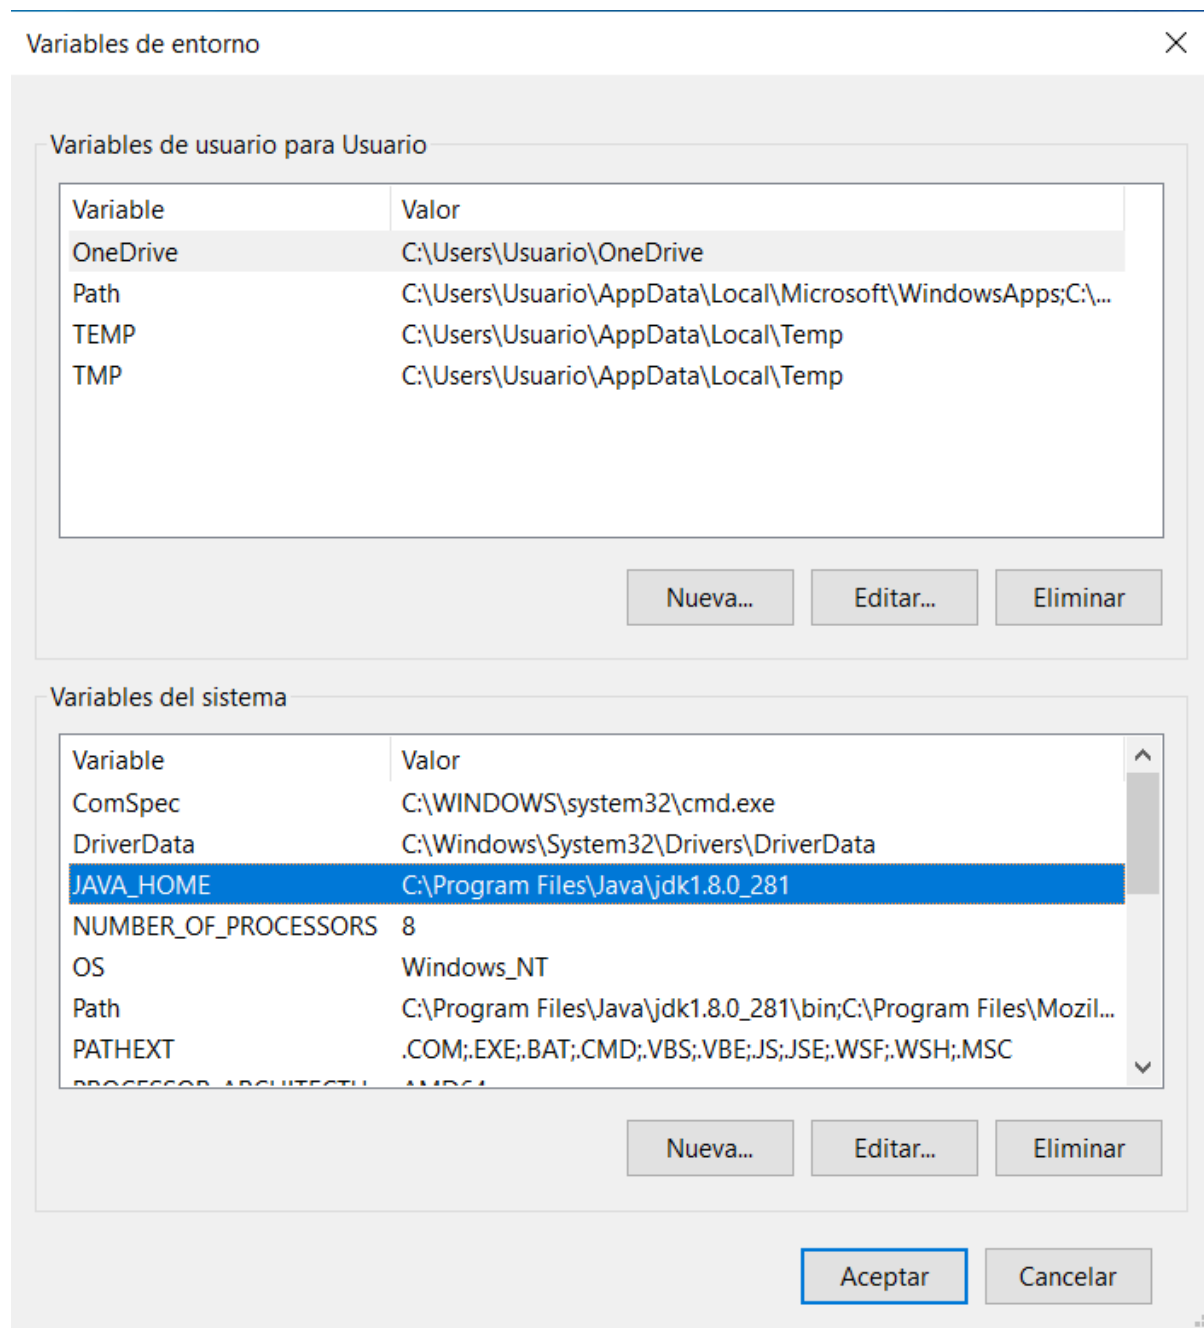 Variables de entorno
Variables de usuario para Usuario
Variable Valor
OneDrive C:\Users\Usuario\OneDrive
Path C:\Users\Usuario\AppData\Local\Microsoft\WindowsApps;C:\...
TEMP C:\Users\Usuario\AppData\Local\Temp
TMP C:\Users\Usuario\AppData\Local\Temp
Nueva... Editar... Eliminar
Variables del sistema
Variable Valor
ComSpec C:\WINDOWS\system32\cmd.exe
DriverData C:\Windows\System32\Drivers\DriverData
JAVA_HOME C:\Program Files\Java\jdk1.8.0_281
NUMBER_OF_PROCESSORS 8
OS Windows_NT
Path C:\Program Files\Java\jdk1.8.0_281\bin;C:\Program Files\Mozil...
PATHEXT .COM;.EXE;.BAT;.CMD;.VBS;.VBE;.JS;.JSE;.WSF;.WSH;.MSC
PROCESSOR_ARCHITECTU... AMD64
Nueva... Editar... Eliminar
Aceptar Cancelar